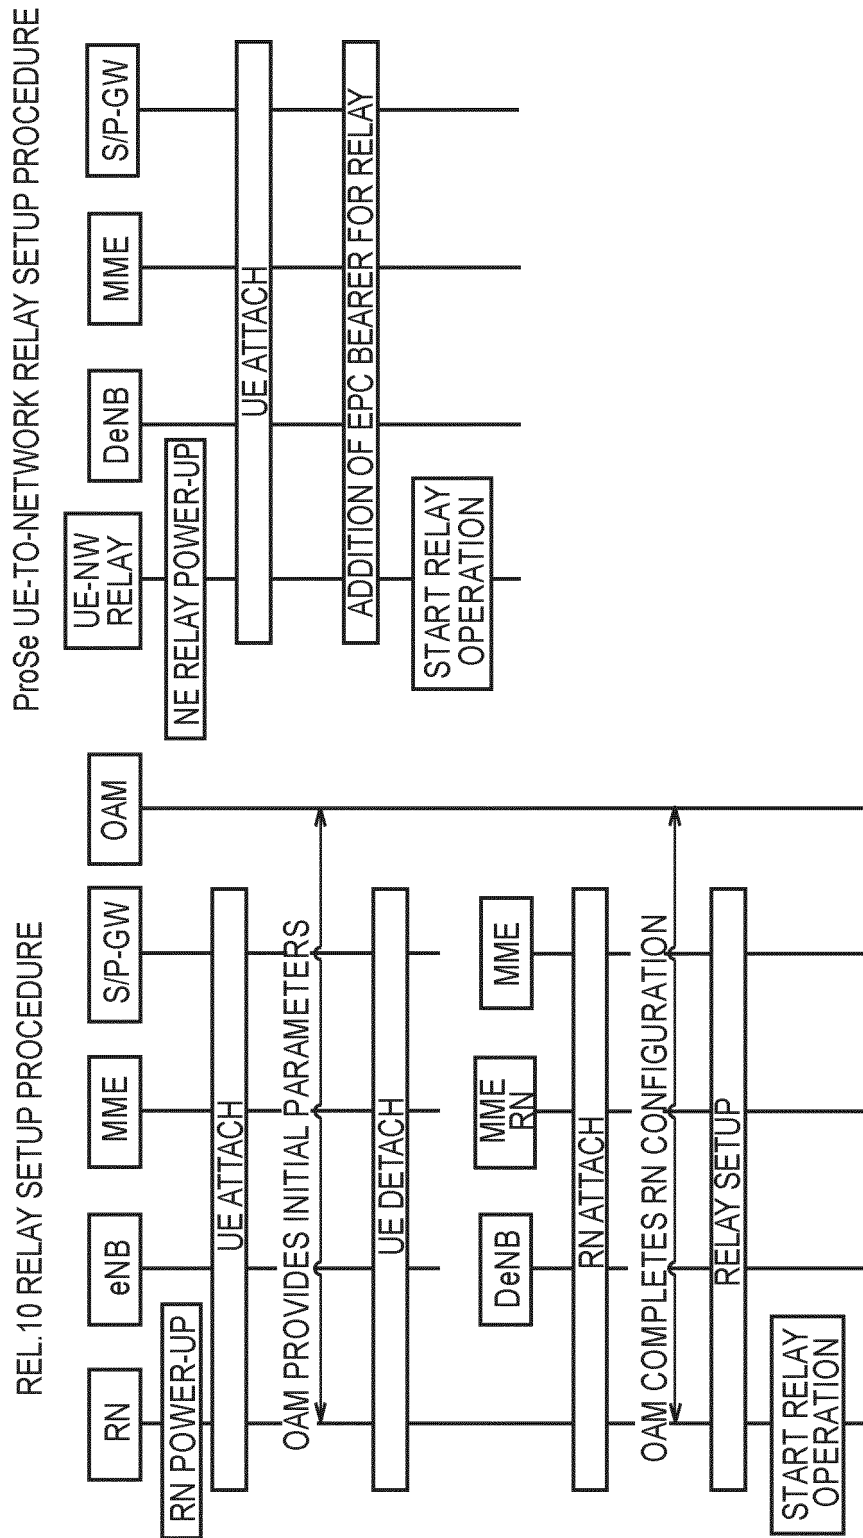 REL.10 RELAY SETUP PROCEDURE
RN
eNB
MME
S/P-GW
OAM
RN POWER-UP
UE ATTACH
OAM PROVIDES INITIAL PARAMETERS
UE DETACH
DeNB
MME
RN
MME
RN ATTACH
OAM COMPLETES RN CONFIGURATION
RELAY SETUP
START RELAY
OPERATION
ProSe UE-TO-NETWORK RELAY SETUP PROCEDURE
UE-NW
RELAY
DeNB
MME
S/P-GW
NE RELAY POWER-UP
UE ATTACH
ADDITION OF EPC BEARER FOR RELAY
START RELAY
OPERATION